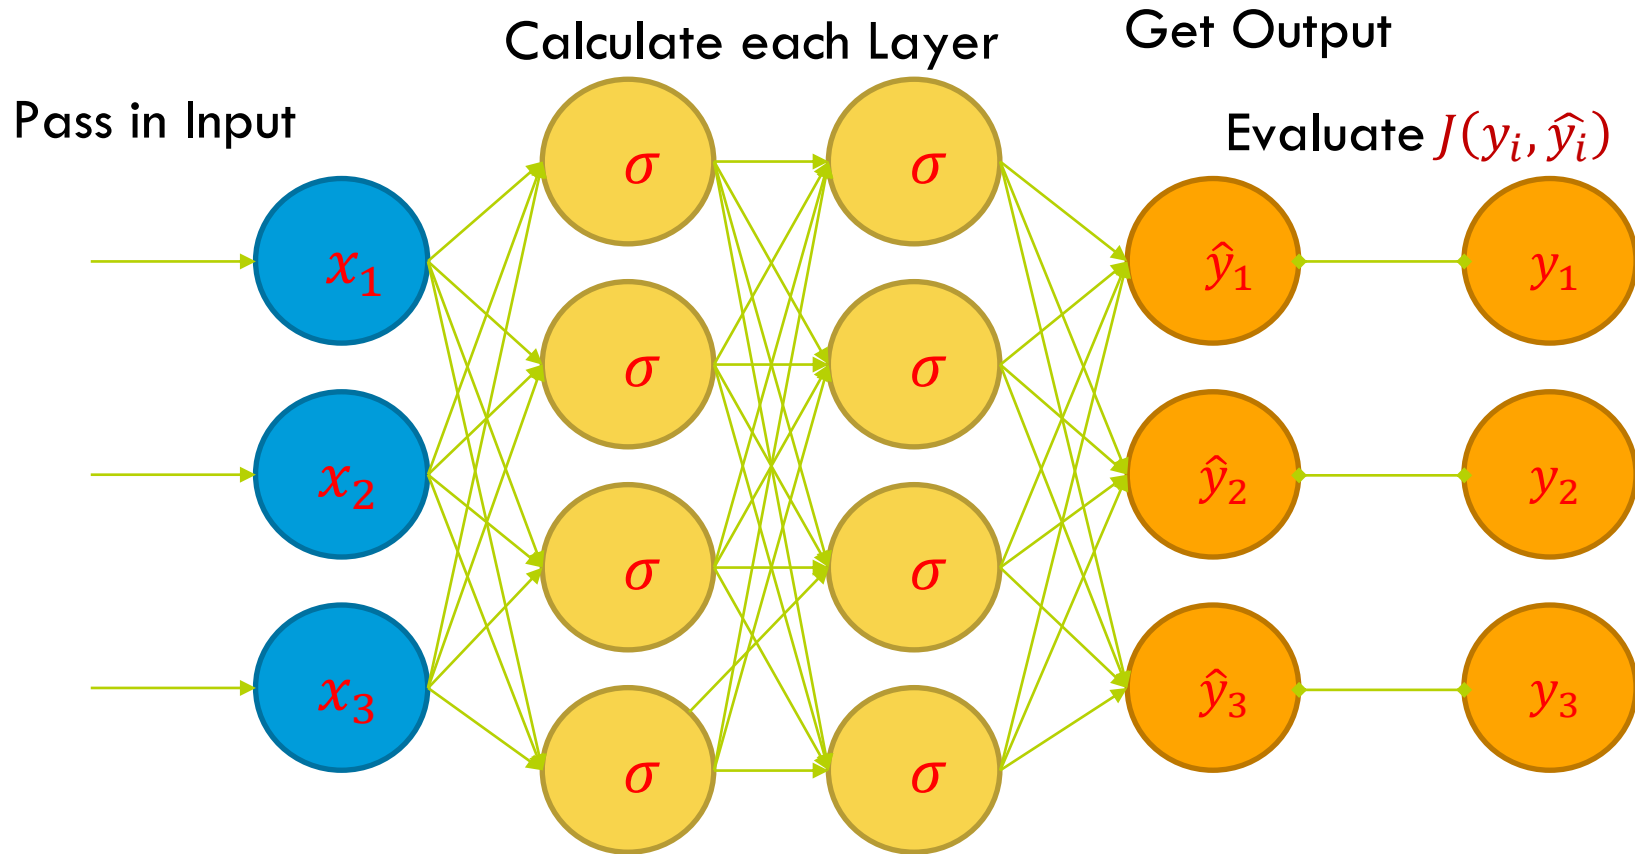 Pass in Input
Calculate each Layer
Get Output
Evaluate J(yᵢ, ŷᵢ)
x₁
x₂
x₃
σ
σ
σ
σ
σ
σ
σ
σ
ŷ₁
ŷ₂
ŷ₃
y₁
y₂
y₃